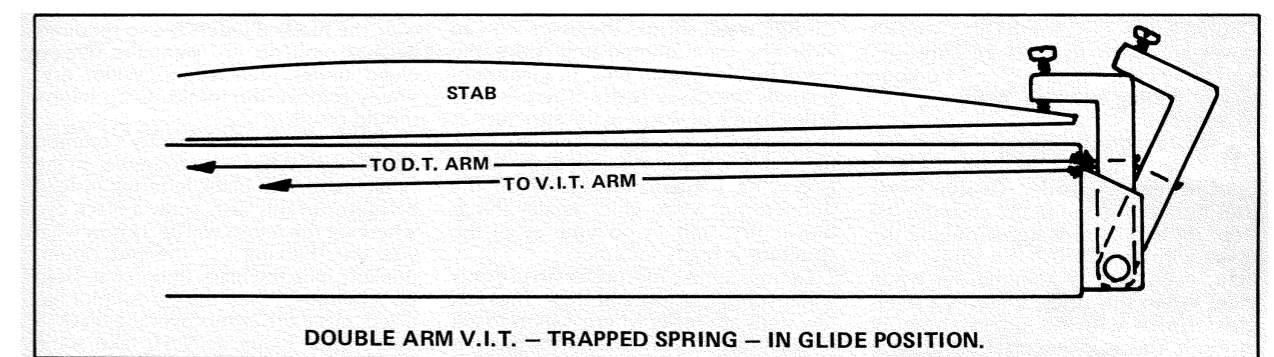 STAB
TO D.T. ARM
TO V.I.T. ARM
DOUBLE ARM V.I.T. – TRAPPED SPRING – IN GLIDE POSITION.